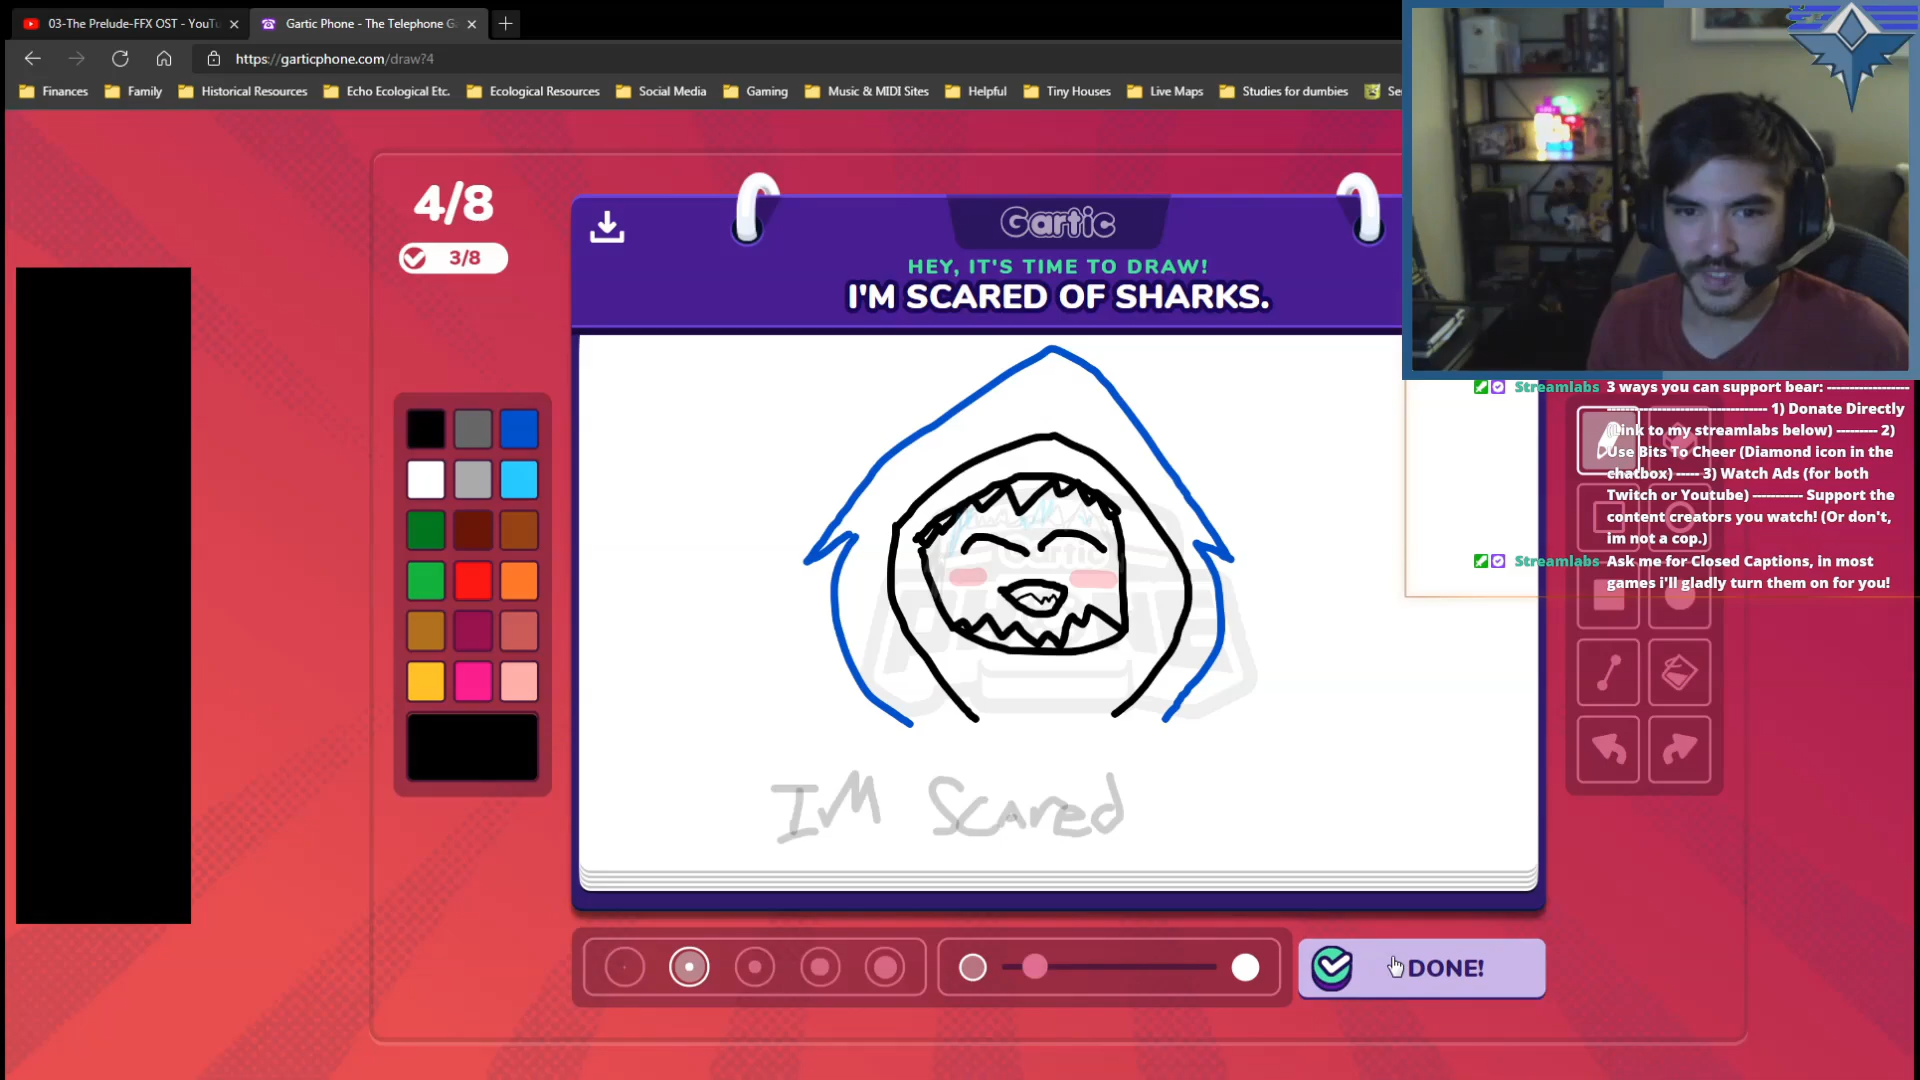 03-The Prelude-FFX OST - YouTu
Gartic Phone - The Telephone G
https://garticphone.com/draw?4
Finances
Family
Historical Resources
Echo Ecological Etc.
Ecological Resources
Social Media
Gaming
Music & MIDI Sites
Helpful
Tiny Houses
Live Maps
Studies for dumbies
Se
4/8
3/8
Gartic
HEY, IT'S TIME TO DRAW!
I'M SCARED OF SHARKS.
Gartic
PHONE
IM Scared
DONE!
Streamlabs 3 ways you can support bear: --------------------
---------------------------------- 1) Donate Directly
(Link to my streamlabs below) --------- 2)
Use Bits To Cheer (Diamond icon in the
chatbox) ----- 3) Watch Ads (for both
Twitch or Youtube) ----------- Support the
content creators you watch! (Or don't,
im not a cop.)
Streamlabs Ask me for Closed Captions, in most
games i'll gladly turn them on for you!